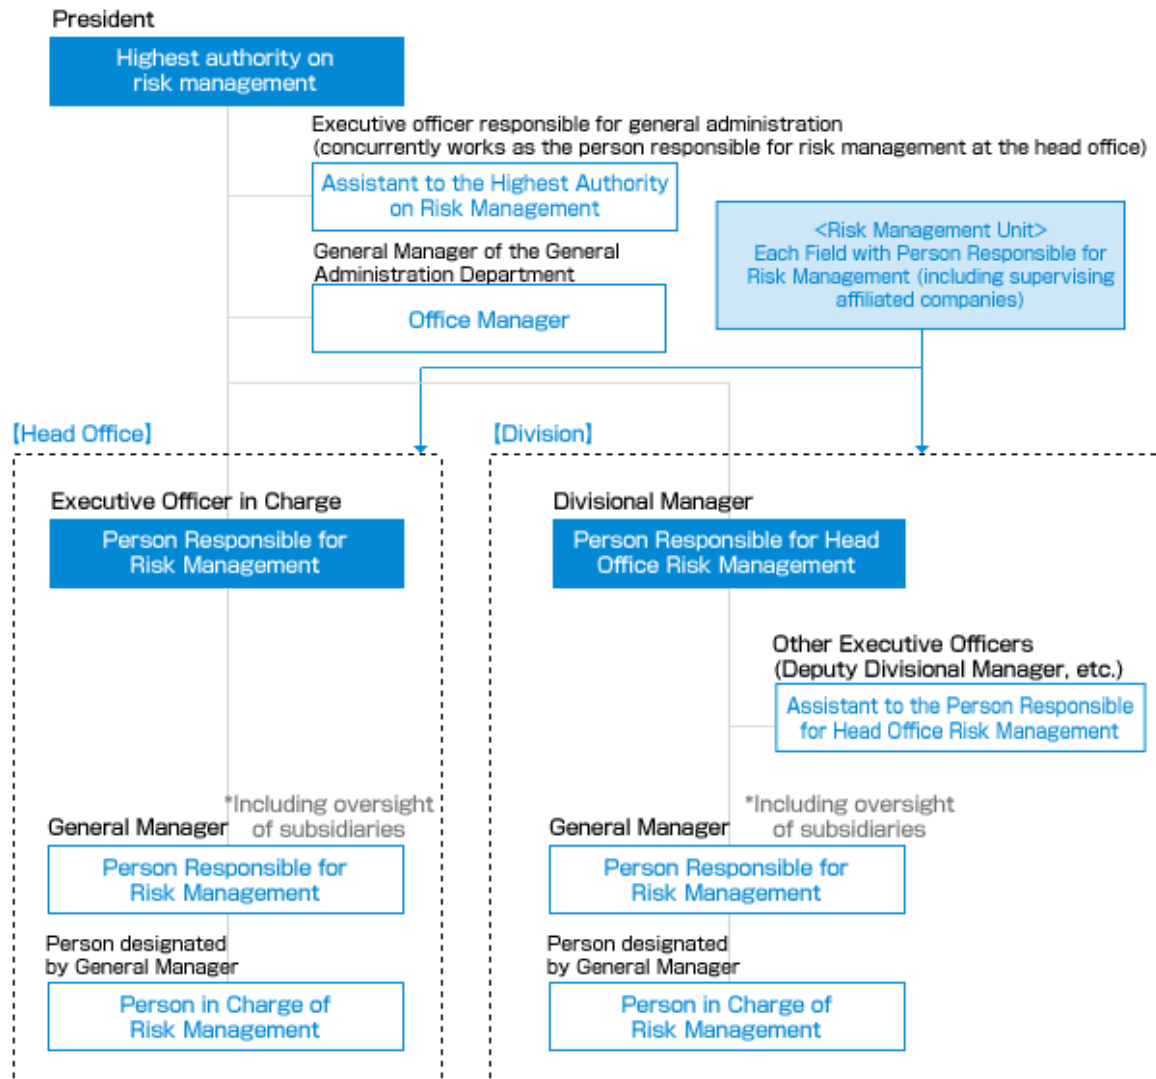 President
Highest authority on
risk management
Executive officer responsible for general administration
(concurrently works as the person responsible for risk management at the head office)
Assistant to the Highest Authority
on Risk Management
General Manager of the General
Administration Department
Office Manager
<Risk Management Unit>
Each Field with Person Responsible for
Risk Management (including supervising
affiliated companies)
【Head Office】
Executive Officer in Charge
Person Responsible for
Risk Management
*Including oversight
of subsidiaries
General Manager
Person Responsible for
Risk Management
Person designated
by General Manager
Person in Charge of
Risk Management
【Division】
Divisional Manager
Person Responsible for Head
Office Risk Management
Other Executive Officers
(Deputy Divisional Manager, etc.)
Assistant to the Person Responsible
for Head Office Risk Management
*Including oversight
of subsidiaries
General Manager
Person Responsible for
Risk Management
Person designated
by General Manager
Person in Charge of
Risk Management